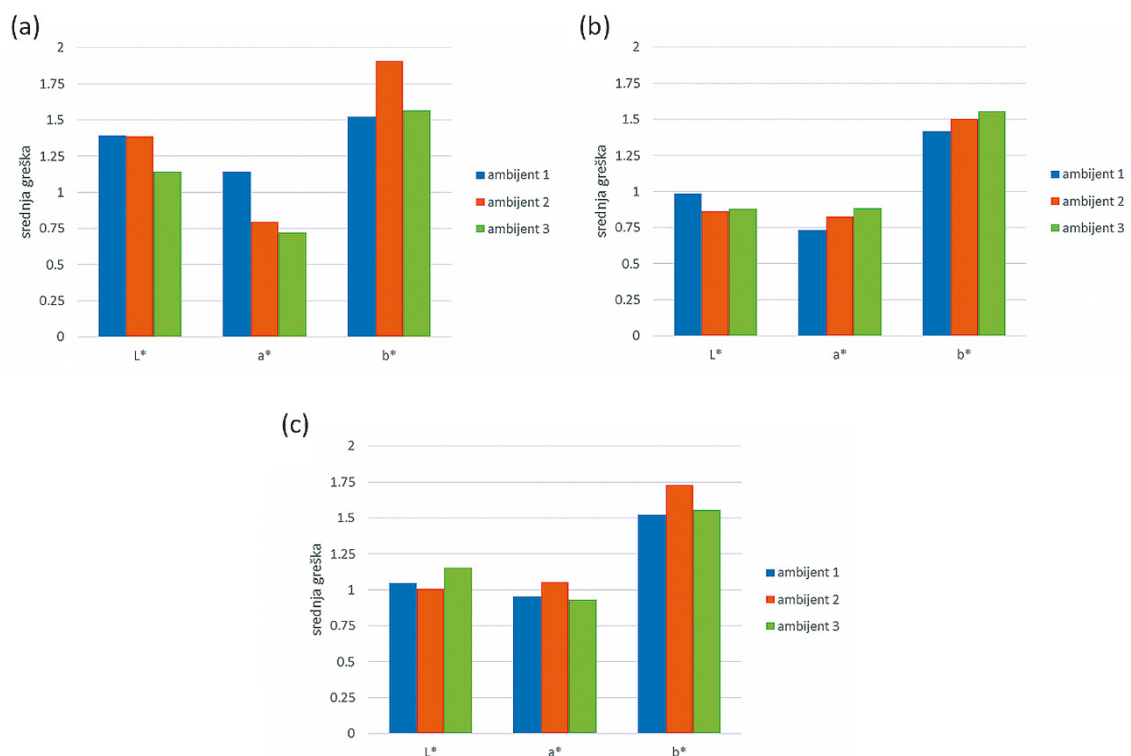 (a)
2
1.75
1.5
1.25
1
0.75
0.5
0.25
0
srednja greška
L* a* b*
ambijent 1
ambijent 2
ambijent 3
(b)
2
1.75
1.5
1.25
1
0.75
0.5
0.25
0
srednja greška
L* a* b*
ambijent 1
ambijent 2
ambijent 3
(c)
2
1.75
1.5
1.25
1
0.75
0.5
0.25
0
srednja greška
L* a* b*
ambijent 1
ambijent 2
ambijent 3